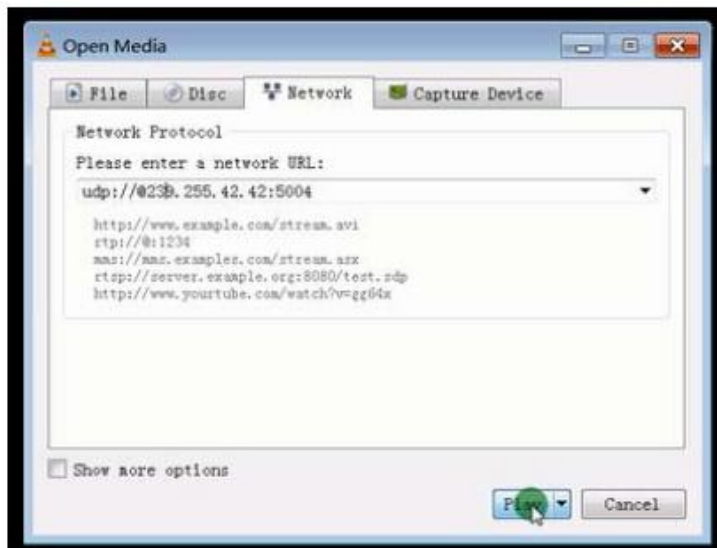 Open Media
File Disc Network Capture Device
Network Protocol
Please enter a network URL:
udp://@239.255.42.42:5004
http://www.example.com/stream.avi
rtp://@:1234
mms://mms.examples.com/stream.asx
rtsp://server.example.org:8080/test.sdp
http://www.yourtube.com/watch?v=gg64x
Show more options
Play Cancel